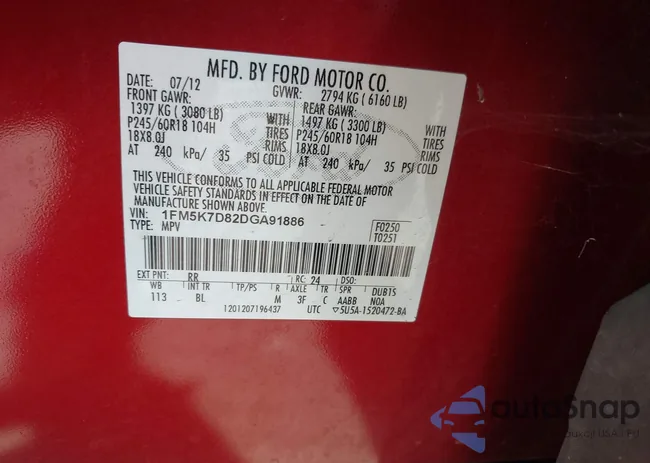 MFD. BY FORD MOTOR CO.
DATE: 07/12 GVWR: 2794 KG ( 6160 LB)
FRONT GAWR: REAR GAWR:
1397 KG ( 3080 LB) WITH 1497 KG ( 3300 LB) WITH
P245/60R18 104H TIRES P245/60R18 104H TIRES
18X8.0J RIMS 18X8.0J RIMS
AT 240 kPa/ 35 PSI COLD AT 240 kPa/ 35 PSI COLD
THIS VEHICLE CONFORMS TO ALL APPLICABLE FEDERAL MOTOR
VEHICLE SAFETY STANDARDS IN EFFECT ON THE DATE OF
MANUFACTURE SHOWN ABOVE.
VIN: 1FM5K7D82DGA91886 F0250
TYPE: MPV T0251
EXT PNT: RR RC: 24 DSO:
WB INT TR TP/PS R AXLE TR SPR DUB1S
113 BL M 3F C AABB NOA
1201207196437 UTC ▽5U5A-1520472-BA
autoSnap